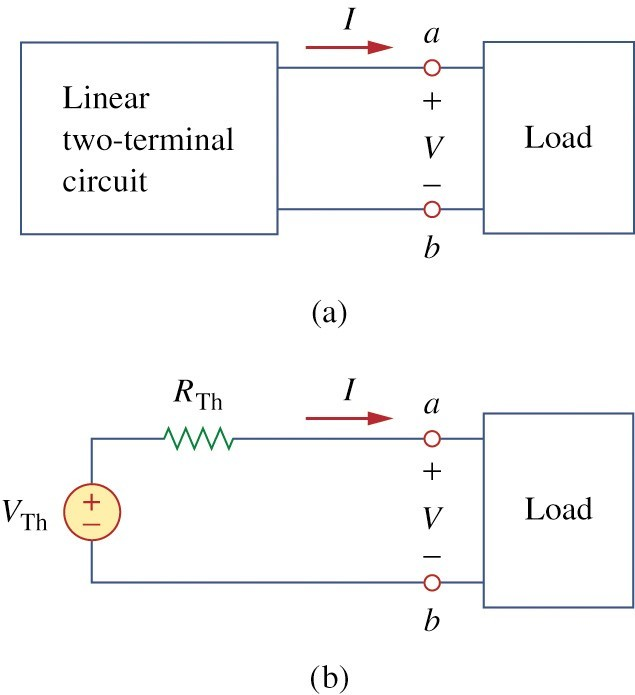 I
a
Linear
two-terminal
circuit
+
V
–
Load
b
(a)
R_Th
I
a
V_Th
+
–
+
V
–
Load
b
(b)